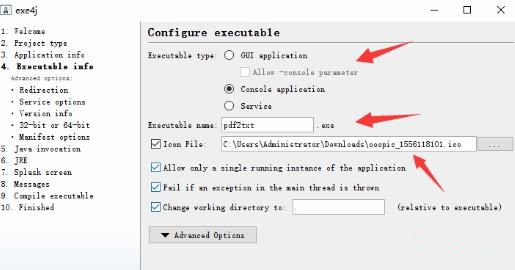 exe4j
1. Welcome
2. Project type
3. Application info
4. Executable info
Advanced options:
• Redirection
• Service options
• Version info
• 32-bit or 64-bit
• Manifest options
5. Java invocation
6. JRE
7. Splash screen
8. Messages
9. Compile executable
10. Finished
Configure executable
Executable type: GUI application
Allow -console parameter
Console application
Service
Executable name: pdf2txt .exe
Icon File: C:\Users\Administrator\Downloads\ooopic_1556118101.ico ...
Allow only a single running instance of the application
Fail if an exception in the main thread is thrown
Change working directory to: . (relative to executable)
Advanced Options